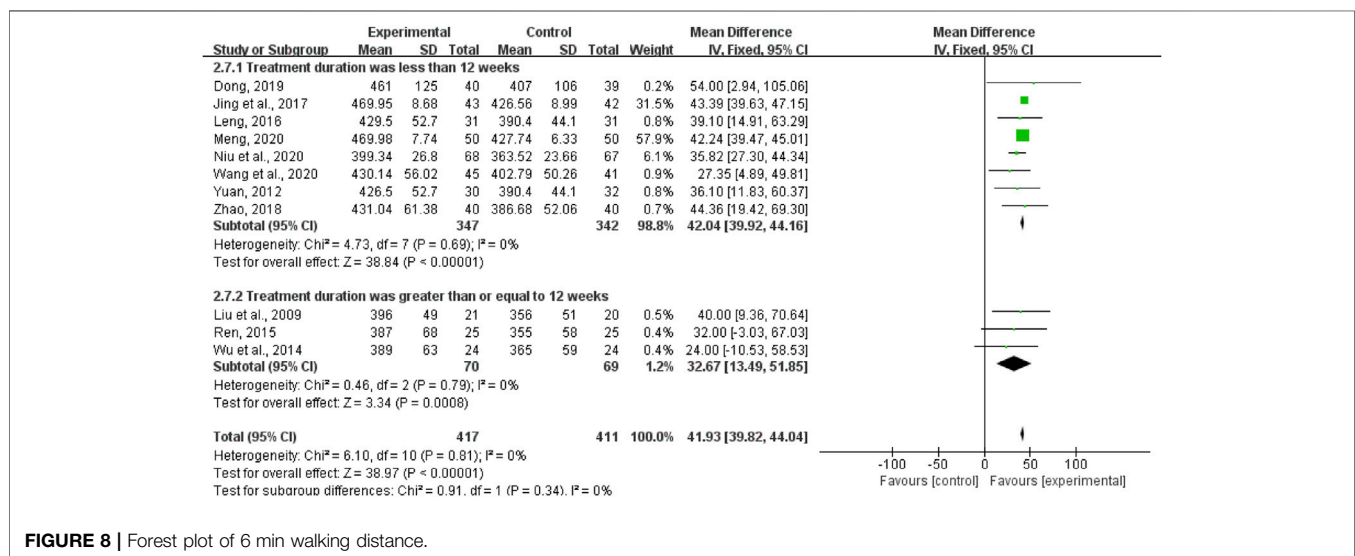 Experimental Control Mean Difference Mean Difference
Study or Subgroup Mean SD Total Mean SD Total Weight IV, Fixed, 95% CI IV, Fixed, 95% CI
2.7.1 Treatment duration was less than 12 weeks
Dong, 2019 461 125 40 407 106 39 0.2% 54.00 [2.94, 105.06]
Jing et al., 2017 469.95 8.68 43 426.56 8.99 42 31.5% 43.39 [39.63, 47.15]
Leng, 2016 429.5 52.7 31 390.4 44.1 31 0.8% 39.10 [14.91, 63.29]
Meng, 2020 469.98 7.74 50 427.74 6.33 50 57.9% 42.24 [39.47, 45.01]
Niu et al., 2020 399.34 26.8 68 363.52 23.66 67 6.1% 35.82 [27.30, 44.34]
Wang et al., 2020 430.14 56.02 45 402.79 50.26 41 0.9% 27.35 [4.89, 49.81]
Yuan, 2012 426.5 52.7 30 390.4 44.1 32 0.8% 36.10 [11.83, 60.37]
Zhao, 2018 431.04 61.38 40 386.68 52.06 40 0.7% 44.36 [19.42, 69.30]
Subtotal (95% CI) 347 342 98.8% 42.04 [39.92, 44.16]
Heterogeneity: Chi² = 4.73, df = 7 (P = 0.69); I² = 0%
Test for overall effect: Z = 38.84 (P < 0.00001)
2.7.2 Treatment duration was greater than or equal to 12 weeks
Liu et al., 2009 396 49 21 356 51 20 0.5% 40.00 [9.36, 70.64]
Ren, 2015 387 68 25 355 58 25 0.4% 32.00 [-3.03, 67.03]
Wu et al., 2014 389 63 24 365 59 24 0.4% 24.00 [-10.53, 58.53]
Subtotal (95% CI) 70 69 1.2% 32.67 [13.49, 51.85]
Heterogeneity: Chi² = 0.46, df = 2 (P = 0.79); I² = 0%
Test for overall effect: Z = 3.34 (P = 0.0008)
Total (95% CI) 417 411 100.0% 41.93 [39.82, 44.04]
Heterogeneity: Chi² = 6.10, df = 10 (P = 0.81); I² = 0%
Test for overall effect: Z = 38.97 (P < 0.00001)
Test for subgroup differences: Chi² = 0.91, df = 1 (P = 0.34), I² = 0%
-100 -50 0 50 100
Favours [control] Favours [experimental]
FIGURE 8 | Forest plot of 6 min walking distance.